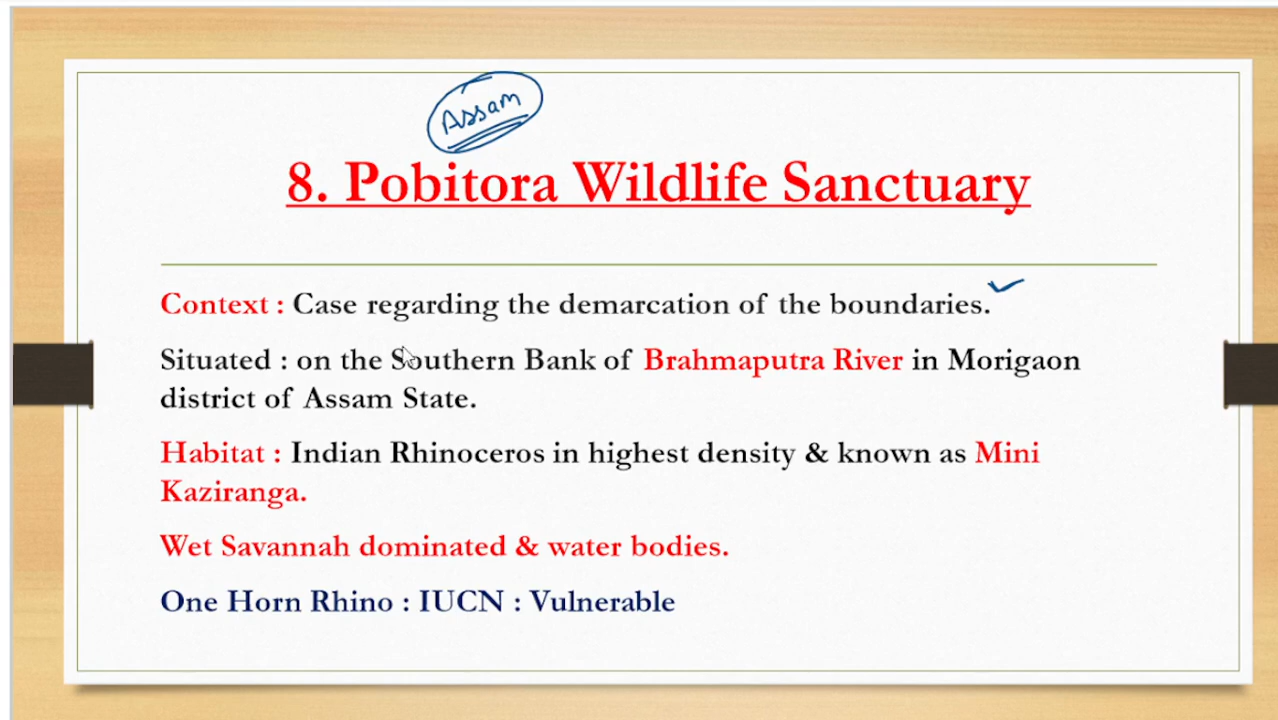 Assam
8. Pobitora Wildlife Sanctuary
Context : Case regarding the demarcation of the boundaries.
Situated : on the Southern Bank of Brahmaputra River in Morigaon
district of Assam State.
Habitat : Indian Rhinoceros in highest density & known as Mini
Kaziranga.
Wet Savannah dominated & water bodies.
One Horn Rhino : IUCN : Vulnerable